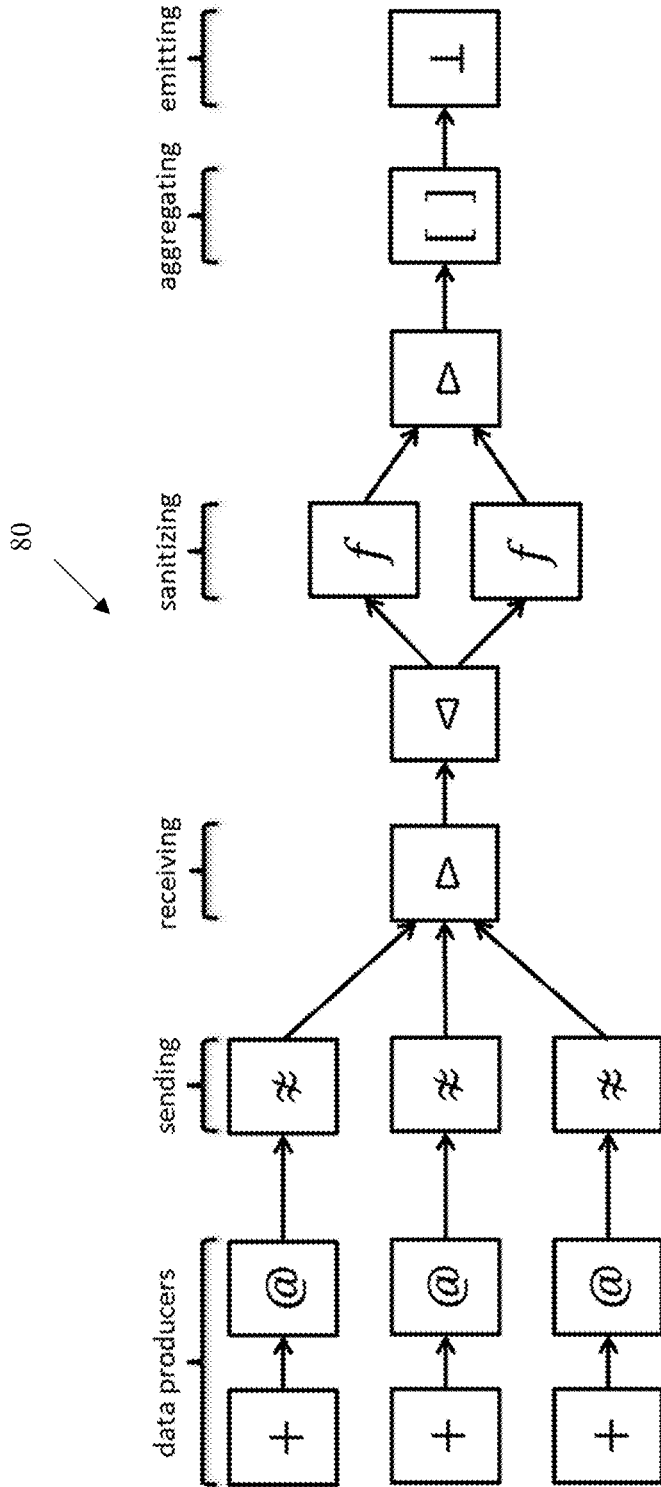 80
data producers sending receiving sanitizing aggregating emitting
+ @ ≉
f
+ @ ≉ Δ ∇ Δ [ ] ⊥
f
+ @ ≉